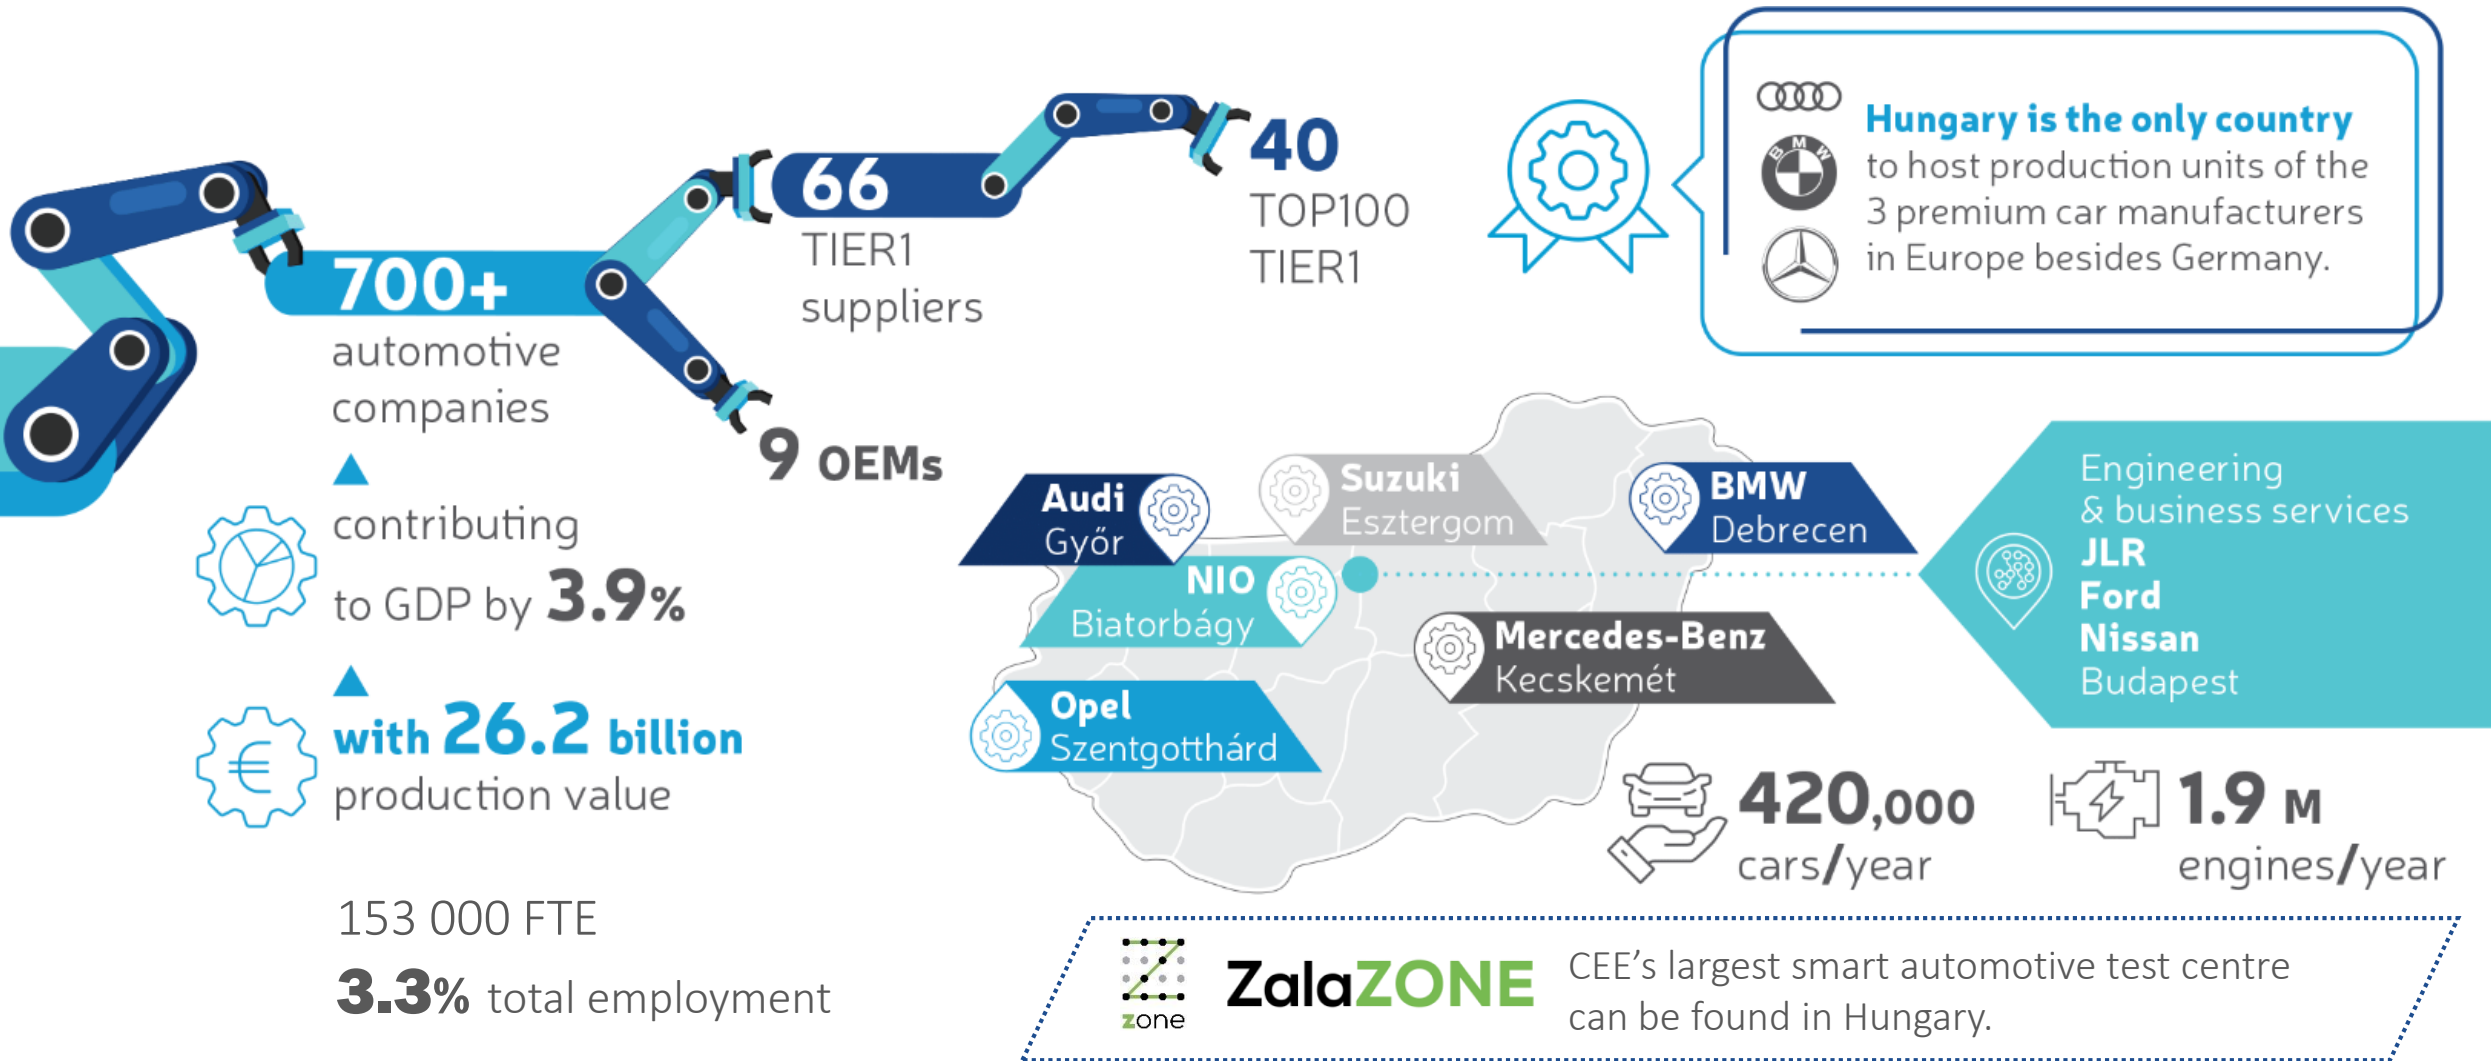 700+
automotive
companies
66
TIER1
suppliers
40
TOP100
TIER1
9 OEMs
contributing
to GDP by 3.9%
with 26.2 billion
production value
153 000 FTE
3.3% total employment
BMW
Hungary is the only country
to host production units of the
3 premium car manufacturers
in Europe besides Germany.
Audi
Győr
Suzuki
Esztergom
BMW
Debrecen
NIO
Biatorbágy
Mercedes-Benz
Kecskemét
Opel
Szentgotthárd
Engineering
& business services
JLR
Ford
Nissan
Budapest
420,000
cars/year
1.9 M
engines/year
zone
ZalaZONE
CEE’s largest smart automotive test centre
can be found in Hungary.